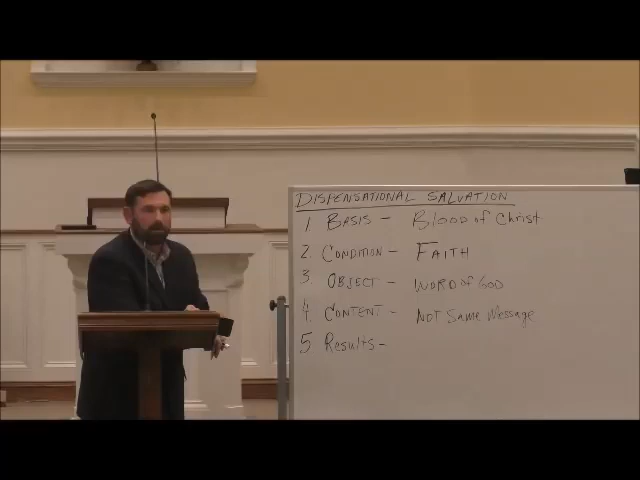 DISPENSATIONAL SALVATION
1 BASIS - Blood of Christ
2. CONDITION - FAITH
3. OBJECT - WORD of GOD
4. CONTENT - NOT Same Message
5 Results -